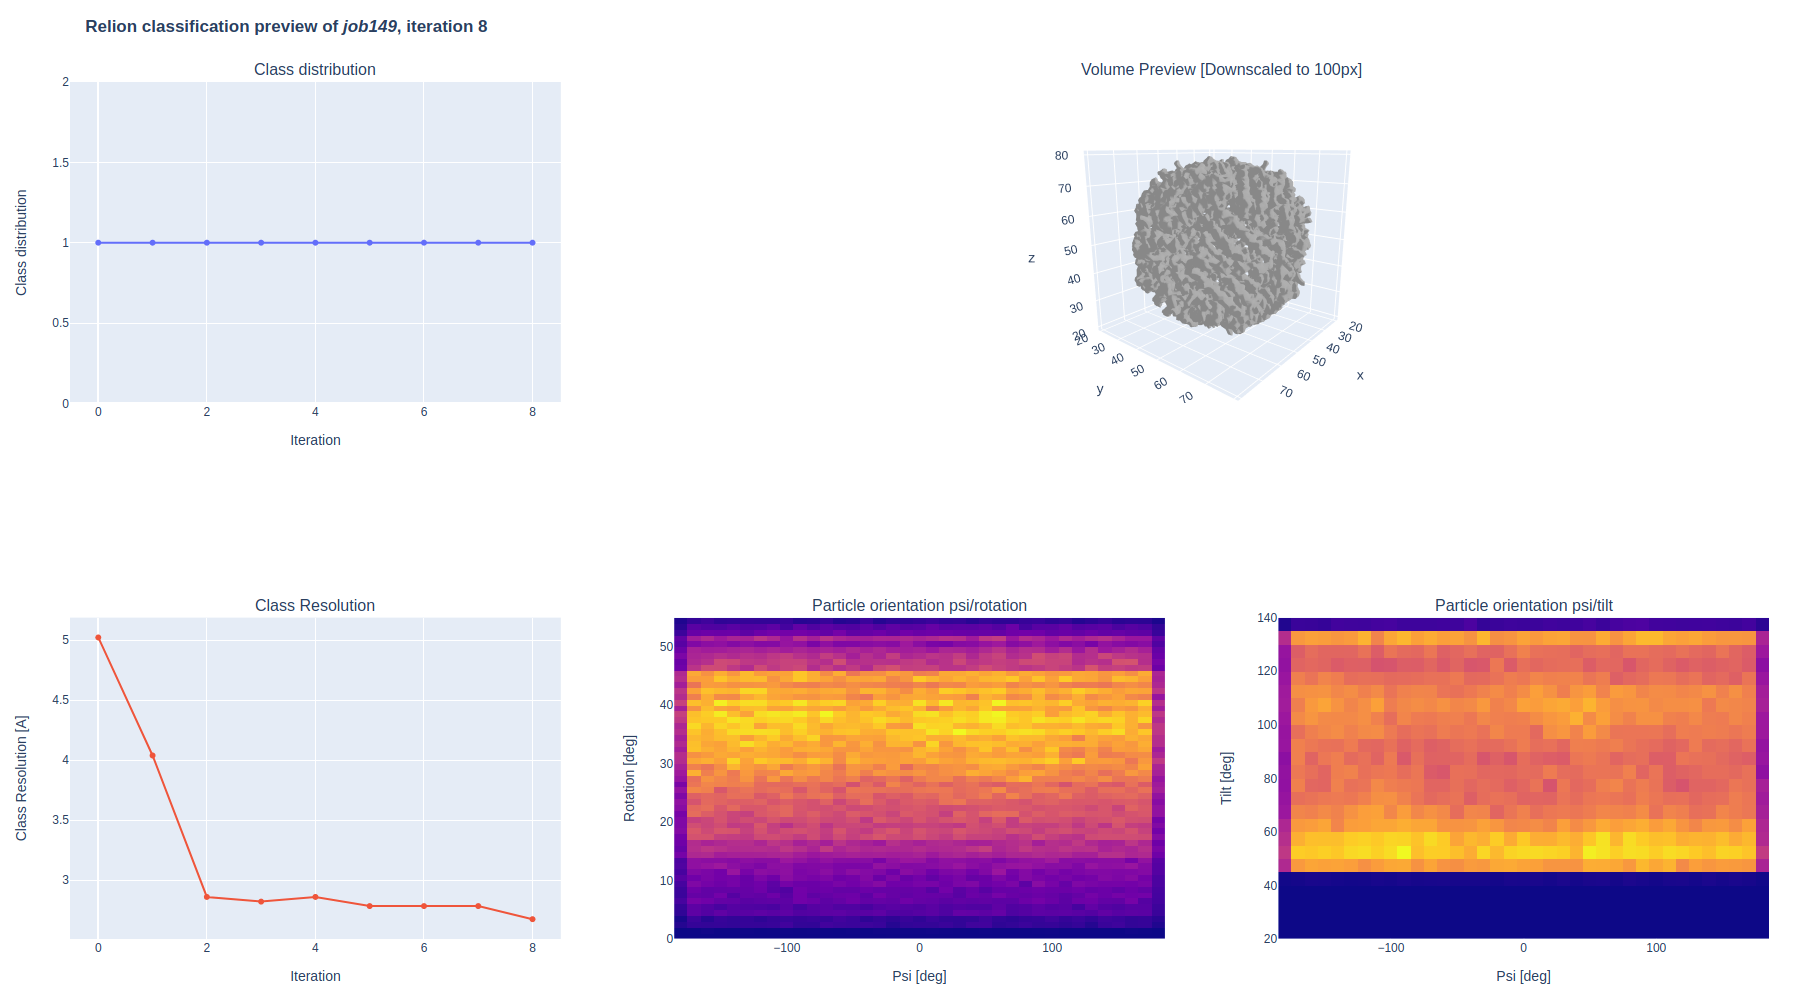 Relion classification preview of job149, iteration 8
Class distribution
Class distribution
2
1.5
1
0.5
0
0 2 4 6 8
Iteration
Volume Preview [Downscaled to 100px]
z
80
70
60
50
40
30
20
20
30
40
50
60
70
y
20
30
40
50
60
70
x
Class Resolution
Class Resolution [A]
5
4.5
4
3.5
3
0 2 4 6 8
Iteration
Particle orientation psi/rotation
Rotation [deg]
50
40
30
20
10
0
−100 0 100
Psi [deg]
Particle orientation psi/tilt
Tilt [deg]
140
120
100
80
60
40
20
−100 0 100
Psi [deg]